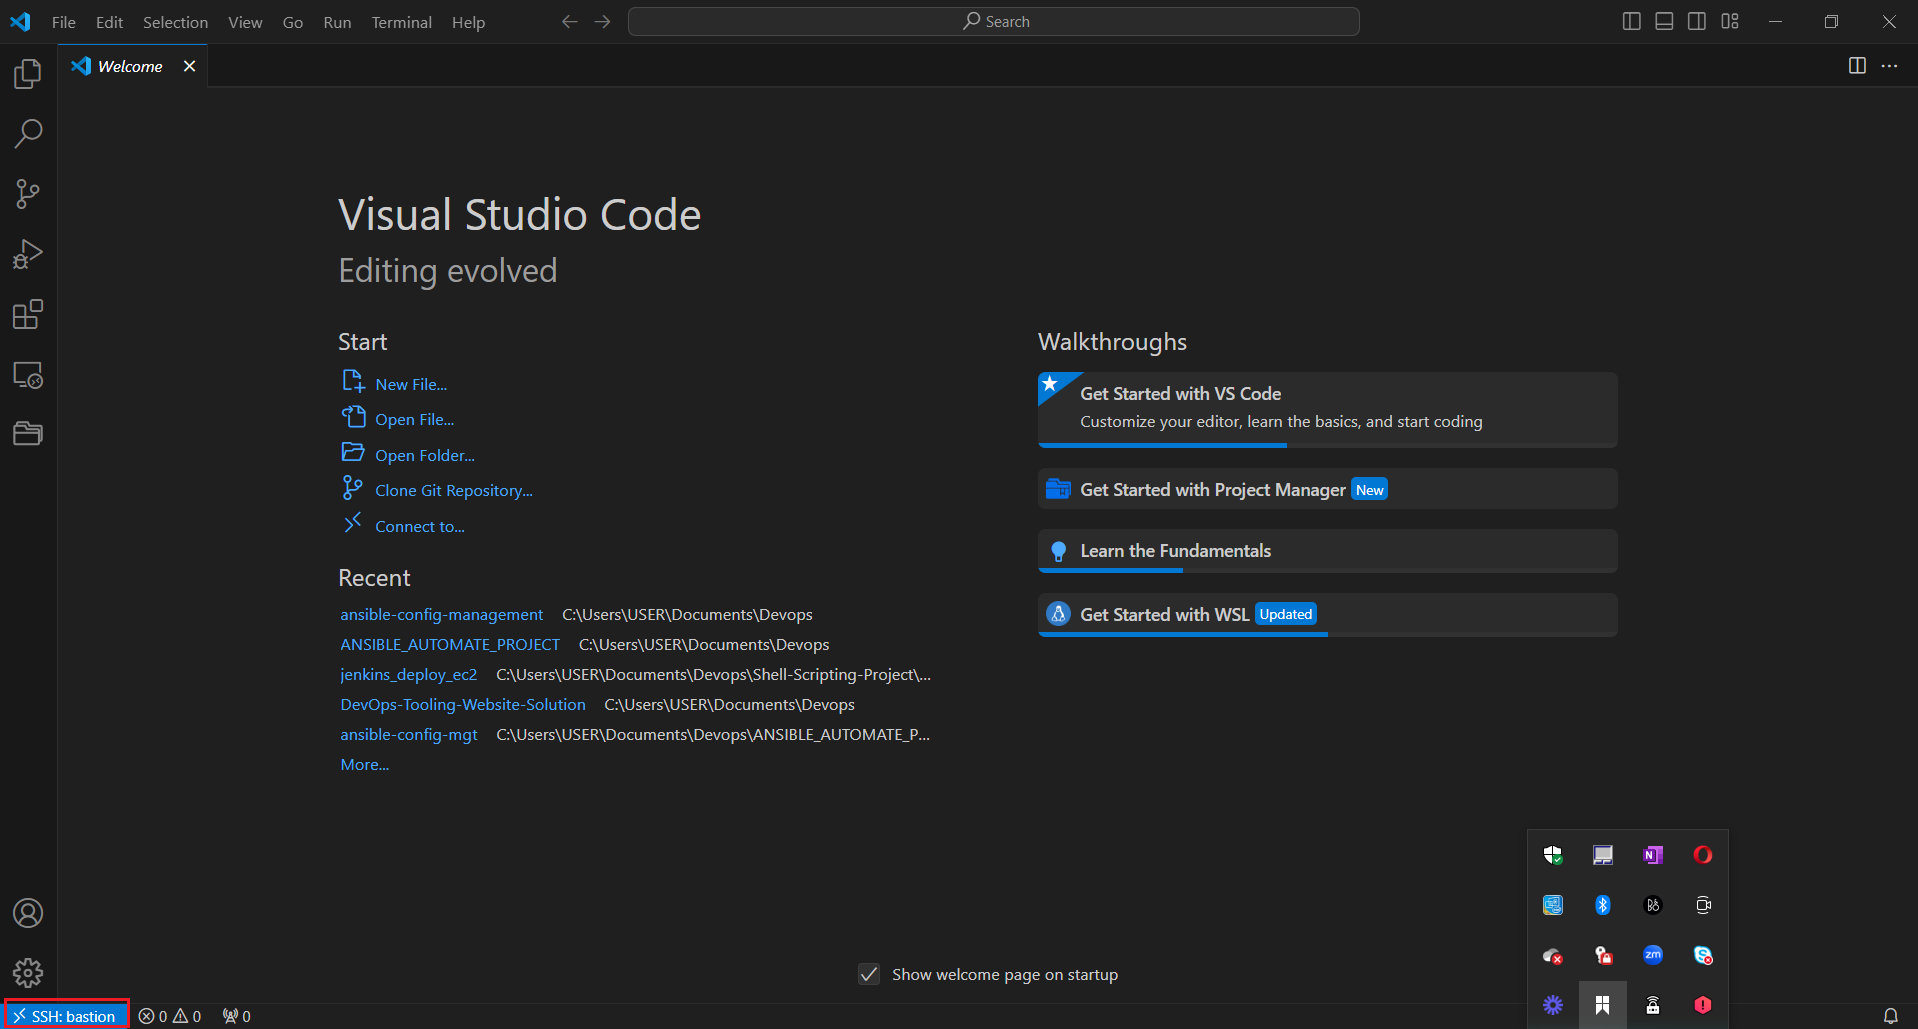 File Edit Selection View Go Run Terminal Help Search
Welcome
Visual Studio Code
Editing evolved
Start
New File...
Open File...
Open Folder...
Clone Git Repository...
Connect to...
Recent
ansible-config-management C:\Users\USER\Documents\Devops
ANSIBLE_AUTOMATE_PROJECT C:\Users\USER\Documents\Devops
jenkins_deploy_ec2 C:\Users\USER\Documents\Devops\Shell-Scripting-Project\...
DevOps-Tooling-Website-Solution C:\Users\USER\Documents\Devops
ansible-config-mgt C:\Users\USER\Documents\Devops\ANSIBLE_AUTOMATE_P...
More...
Walkthroughs
Get Started with VS Code
Customize your editor, learn the basics, and start coding
Get Started with Project Manager New
Learn the Fundamentals
Get Started with WSL Updated
N
BO
zm
Show welcome page on startup
SSH: bastion 0 0 0